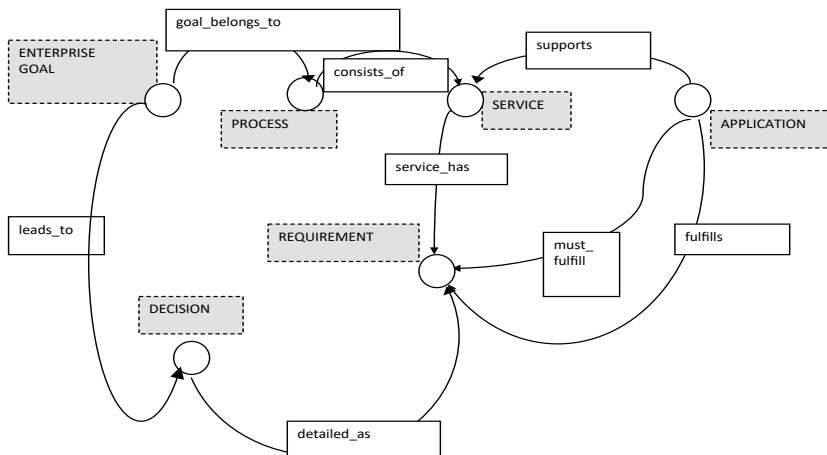 goal_belongs_to
ENTERPRISE
GOAL
supports
consists_of
PROCESS
SERVICE
APPLICATION
service_has
leads_to
REQUIREMENT
must_
fulfill
fulfills
DECISION
detailed_as